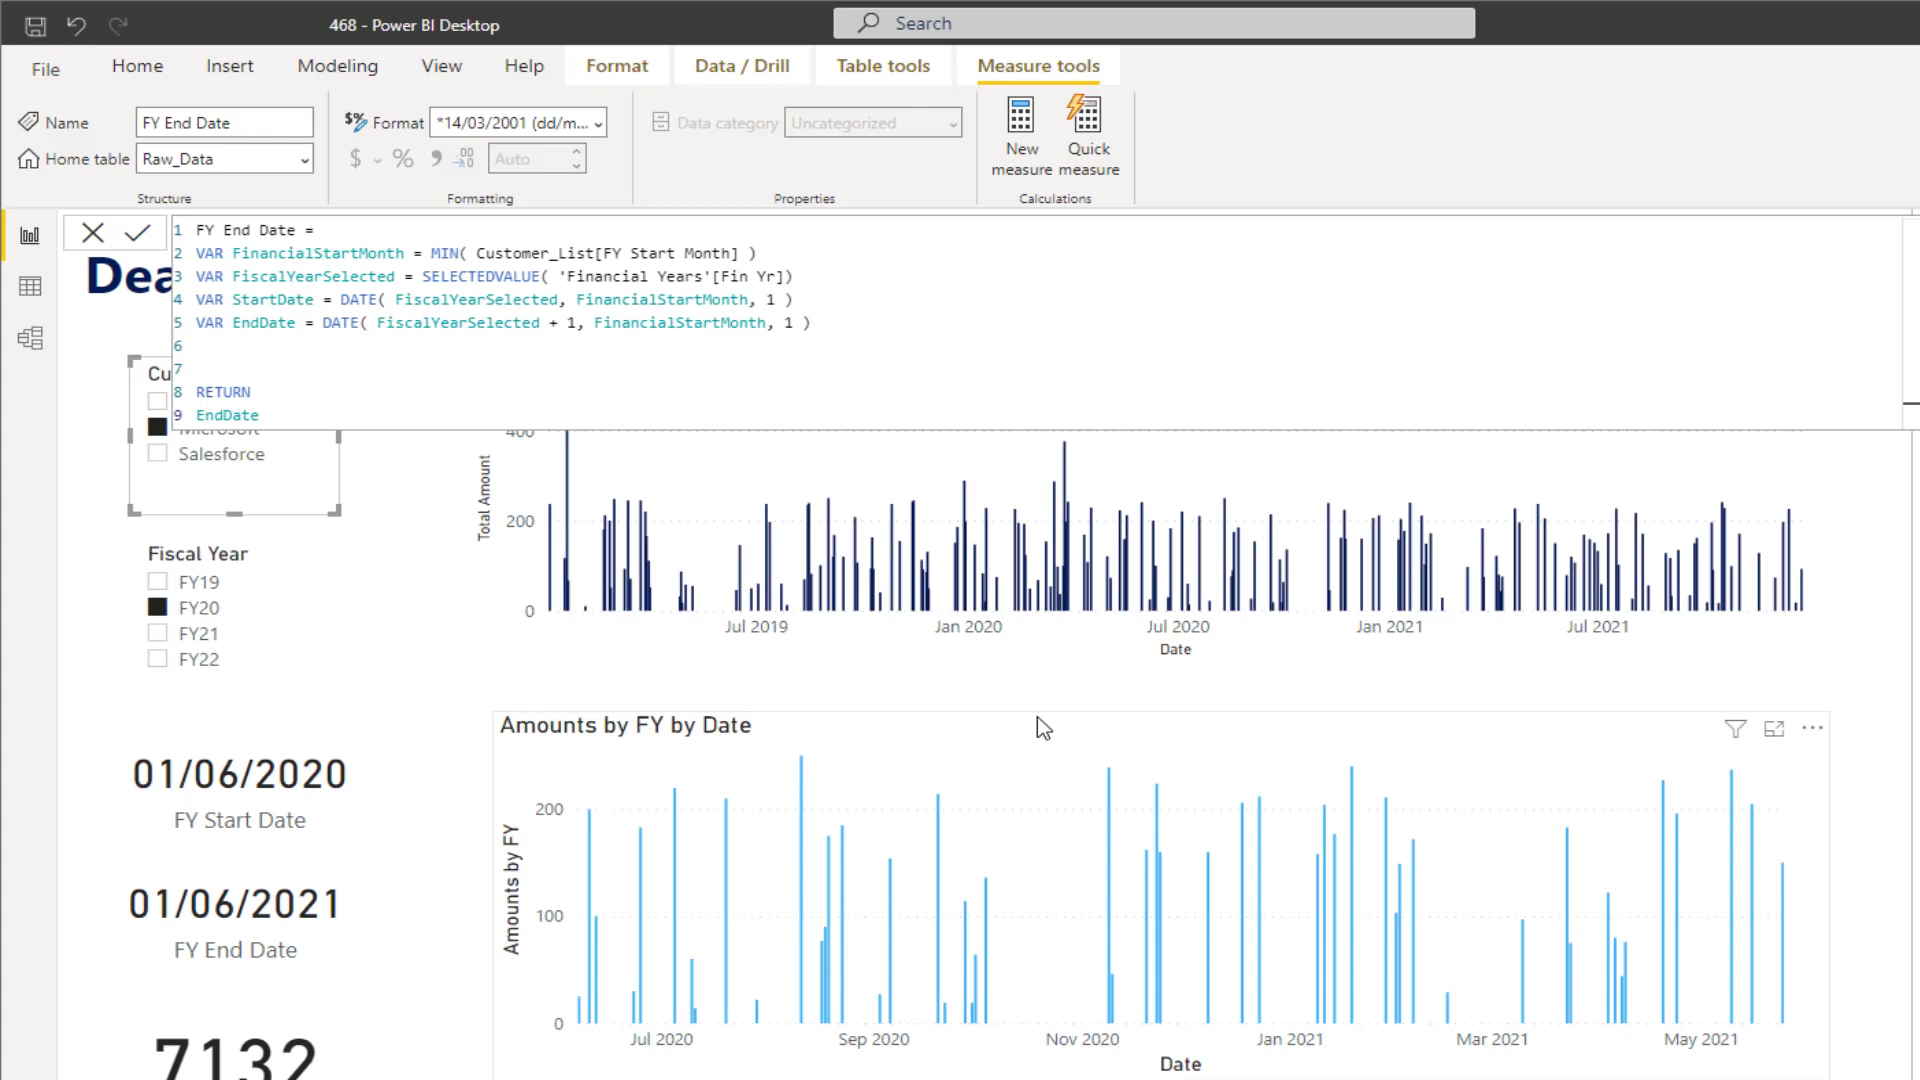 468 - Power BI Desktop
Search
File
Home
Insert
Modeling
View
Help
Format
Data / Drill
Table tools
Measure tools
Name
FY End Date
Home table
Raw_Data
Structure
$% Format
*14/03/2001 (dd/m...
$
%
Auto
Formatting
Data category
Uncategorized
Properties
New
measure
Quick
measure
Calculations
1 FY End Date =
2 VAR FinancialStartMonth = MIN( Customer_List[FY Start Month] )
3 VAR FiscalYearSelected = SELECTEDVALUE( 'Financial Years'[Fin Yr])
4 VAR StartDate = DATE( FiscalYearSelected, FinancialStartMonth, 1 )
5 VAR EndDate = DATE( FiscalYearSelected + 1, FinancialStartMonth, 1 )
6
7
8 RETURN
9 EndDate
Dea
Cu
Microsoft
Salesforce
Fiscal Year
FY19
FY20
FY21
FY22
400
200
0
Total Amount
Jul 2019
Jan 2020
Jul 2020
Jan 2021
Jul 2021
Date
01/06/2020
FY Start Date
01/06/2021
FY End Date
7132
Amounts by FY by Date
200
100
0
Amounts by FY
Jul 2020
Sep 2020
Nov 2020
Jan 2021
Mar 2021
May 2021
Date